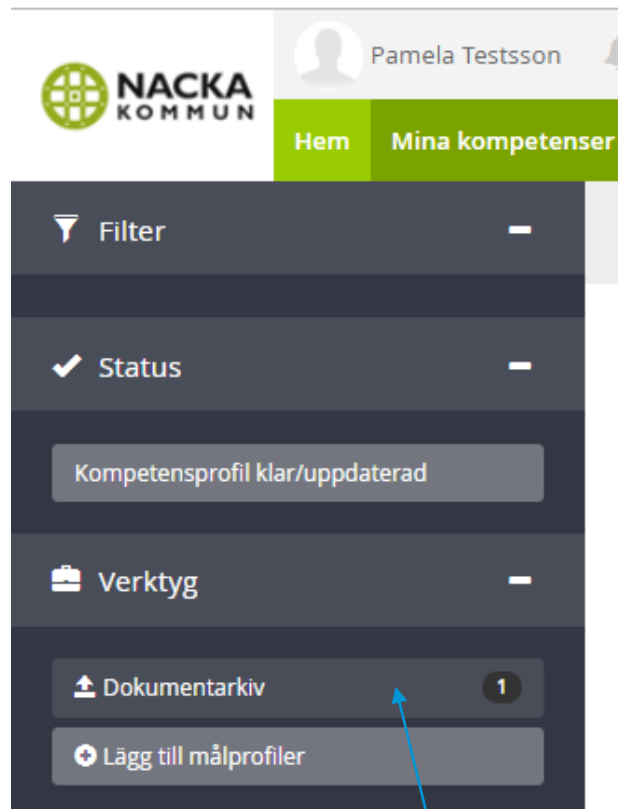 NACKA
KOMMUN
Pamela Testsson
Hem
Mina kompetenser
Filter
Status
Kompetensprofil klar/uppdaterad
Verktyg
Dokumentarkiv 1
Lägg till målprofiler